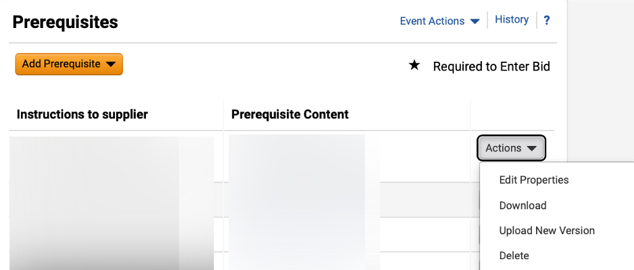 Prerequisites
Event Actions
History
?
Add Prerequisite
★ Required to Enter Bid
Instructions to supplier
Prerequisite Content
Actions
Edit Properties
Download
Upload New Version
Delete